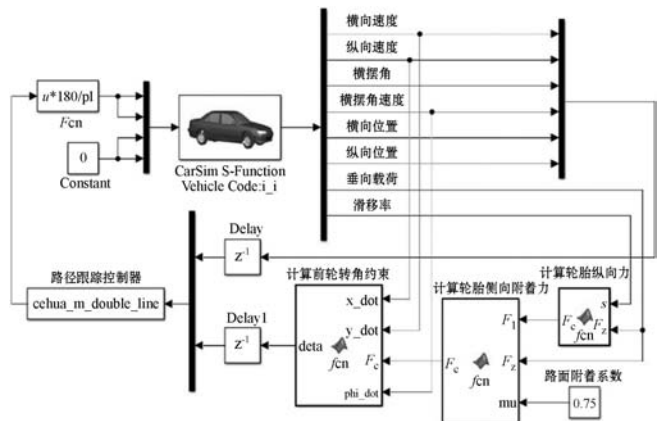 横向速度
纵向速度
横摆角
横摆角速度
横向位置
纵向位置
垂向载荷
滑移率
u*180/pl
Fcn
0
Constant
CarSim S-Function
Vehicle Code:i_i
Delay
Z-1
路径跟踪控制器
cehua_m_double_line
Delay1
Z-1
计算前轮转角约束
x_dot
y_dot
deta
fcn
Fc
phi_dot
计算轮胎侧向附着力
F1
Fc
fcn
Fz
mu
计算轮胎纵向力
s
Fc
fcn
Fz
路面附着系数
0.75